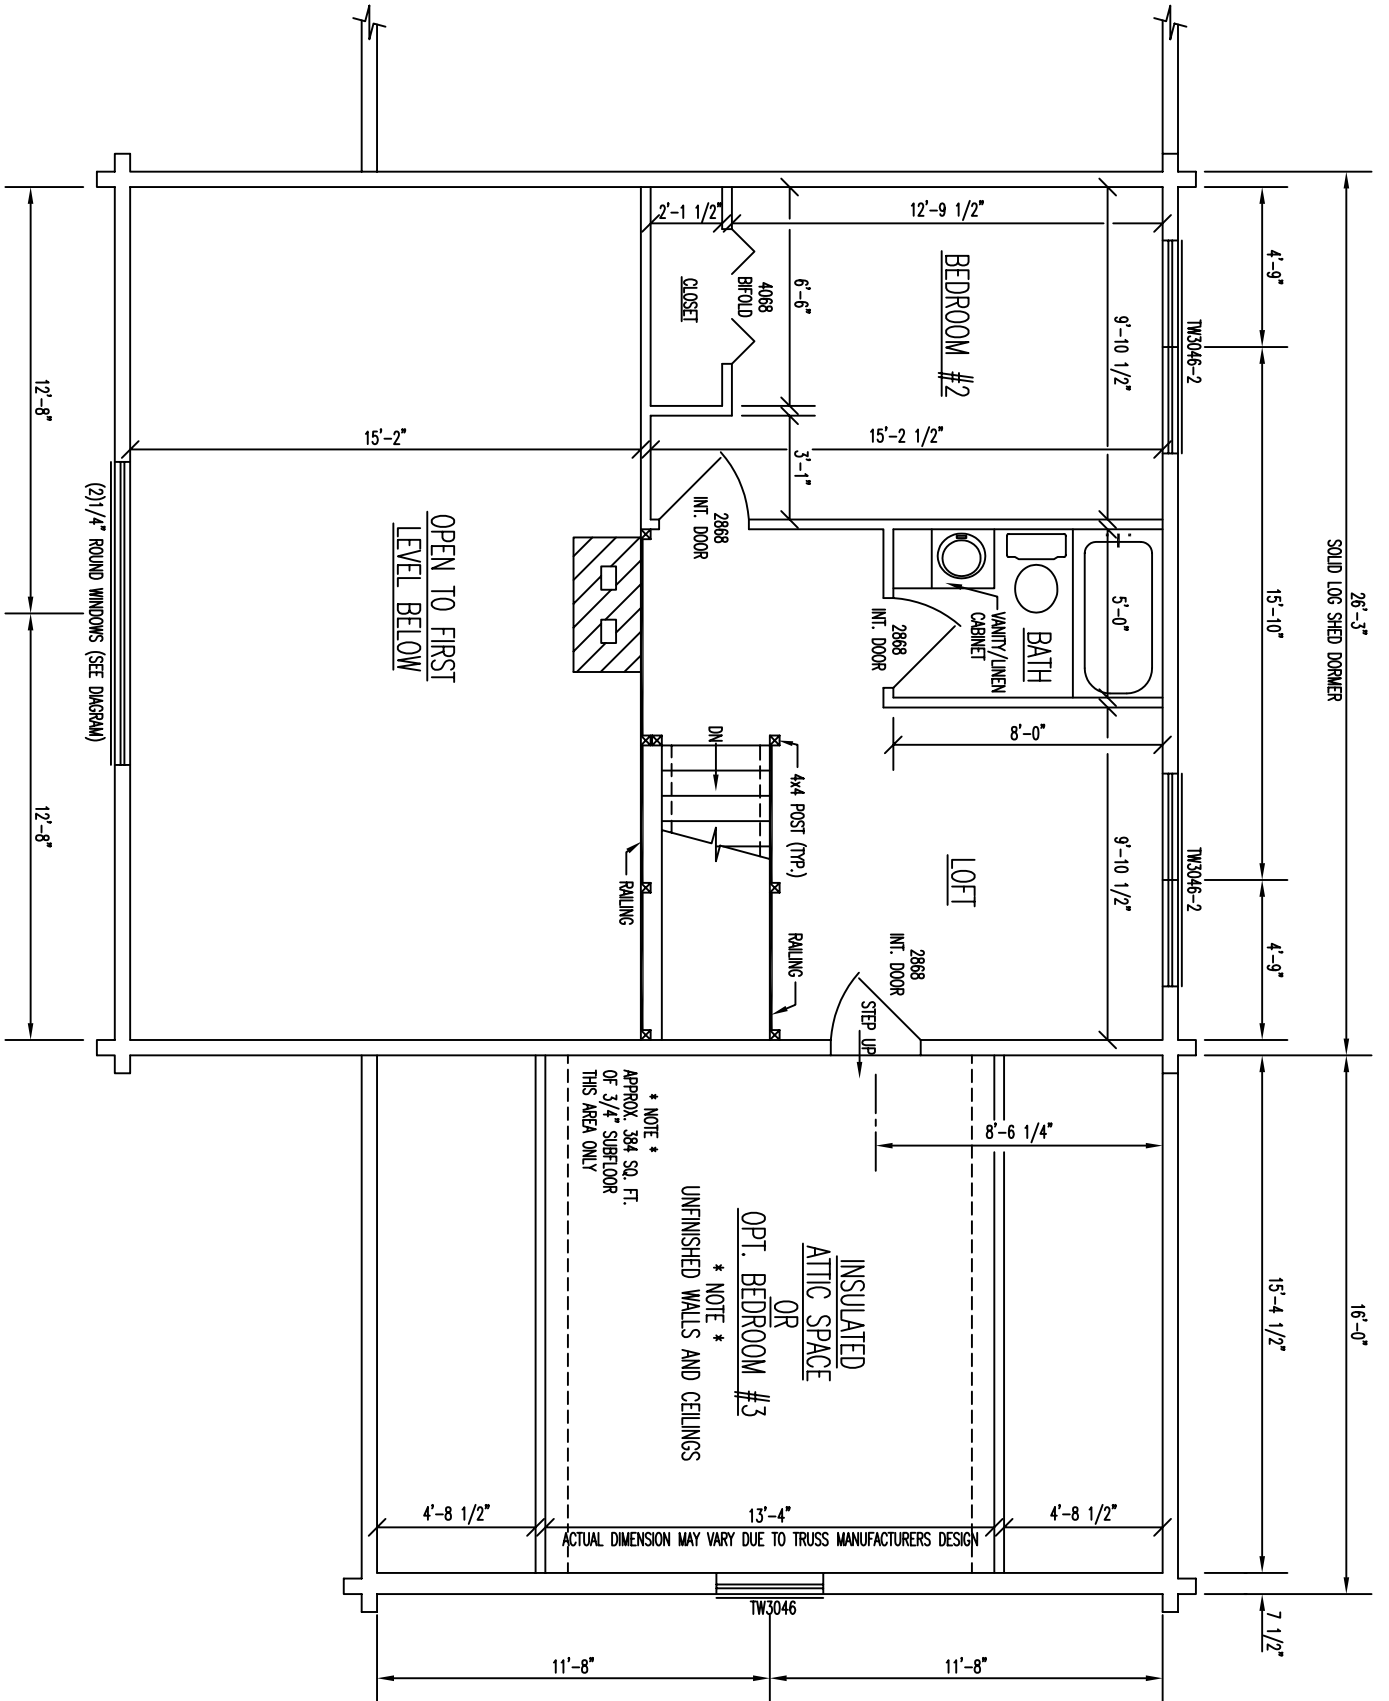 26'-3"
SOLID LOG SHED DORMER
16'-0"
4'-9"
15'-10"
4'-9"
15'-4 1/2"
7 1/2"
TW3046-2
TW3046-2
9'-10 1/2"
5'-0"
9'-10 1/2"
12'-9 1/2"
BEDROOM #2
15'-2 1/2"
6'-6"
3'-1"
2'-1 1/2"
4068
BIFOLD
CLOSET
2868
INT. DOOR
BATH
VANITY/LINEN
CABINET
2868
INT. DOOR
8'-0"
LOFT
2868
INT. DOOR
STEP UP
4x4 POST (TYP.)
RAILING
DN
RAILING
8'-6 1/4"
INSULATED
ATTIC SPACE
OR
OPT. BEDROOM #3
* NOTE *
UNFINISHED WALLS AND CEILINGS
* NOTE *
APPROX. 384 SQ. FT.
OF 3/4" SUBFLOOR
THIS AREA ONLY
4'-8 1/2"
13'-4"
4'-8 1/2"
ACTUAL DIMENSION MAY VARY DUE TO TRUSS MANUFACTURERS DESIGN
TW3046
11'-8"
11'-8"
15'-2"
OPEN TO FIRST
LEVEL BELOW
(2)1/4" ROUND WINDOWS (SEE DIAGRAM)
12'-8"
12'-8"